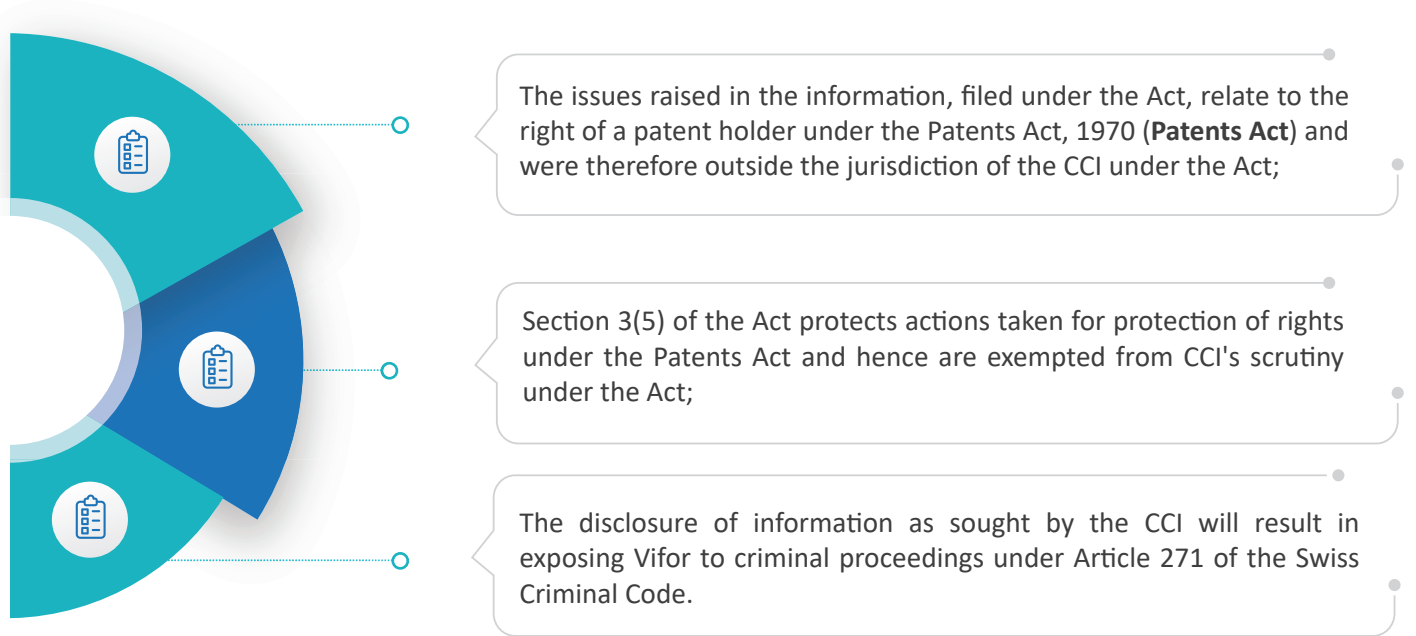 The issues raised in the information, filed under the Act, relate to the
right of a patent holder under the Patents Act, 1970 (Patents Act) and
were therefore outside the jurisdiction of the CCI under the Act;
Section 3(5) of the Act protects actions taken for protection of rights
under the Patents Act and hence are exempted from CCI's scrutiny
under the Act;
The disclosure of information as sought by the CCI will result in
exposing Vifor to criminal proceedings under Article 271 of the Swiss
Criminal Code.